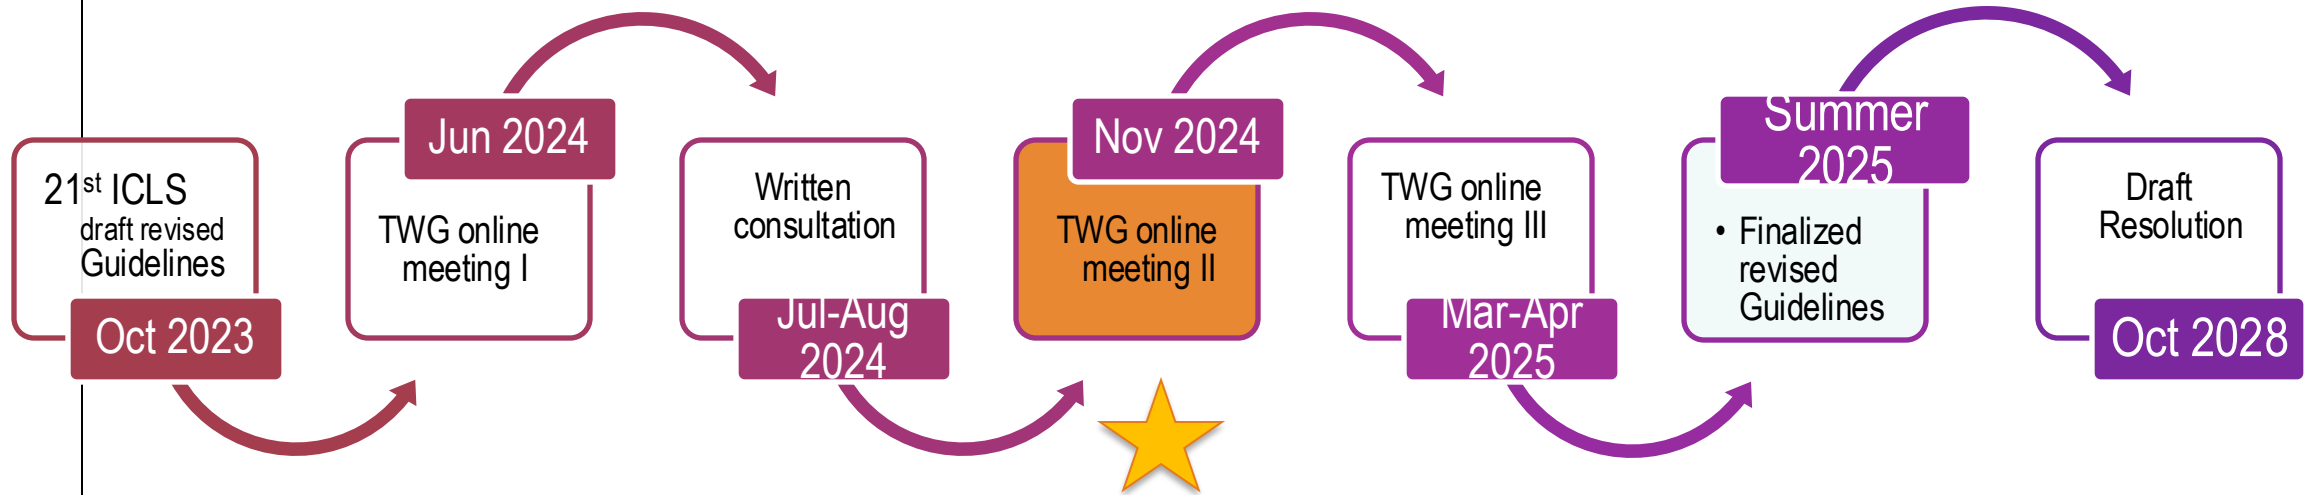 21st ICLS
draft revised
Guidelines
Oct 2023
Jun 2024
TWG online
meeting I
Written
consultation
Jul-Aug
2024
Nov 2024
TWG online
meeting II
TWG online
meeting III
Mar-Apr
2025
Summer
2025
• Finalized
revised
Guidelines
Draft
Resolution
Oct 2028